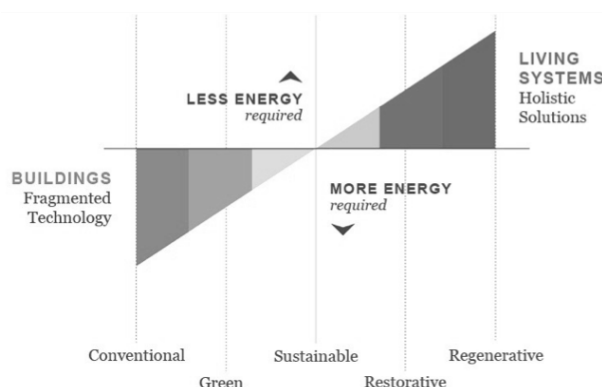 LIVING
SYSTEMS
Holistic
Solutions
LESS ENERGY
required
BUILDINGS
Fragmented
Technology
MORE ENERGY
required
Conventional
Green
Sustainable
Restorative
Regenerative